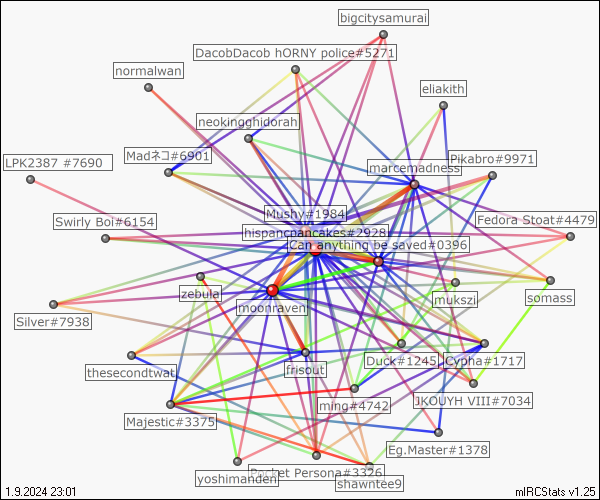 bigcitysamurai
DacobDacob hORNY police#5271
normalwan
eliakith
neokingghidorah
LPK2387 #7690
Madネコ#6901
marcemadness
Pikabro#9971
Mushy#1984
Swirly Boi#6154
Fedora Stoat#4479
hispanicpancakes#2928
Can anything be saved#0396
zebula
moonraven
jmukszi
somass
Silver#7938
thesecondtwat
frisout
Duck#1245
Cypha#1717
ming#4742
JKOUYH VIII#7034
Majestic#3375
Eg.Master#1378
yoshimanden
Pocket Persona#3326
shawntee9
1.9.2024 23:01
mIRCStats v1.25